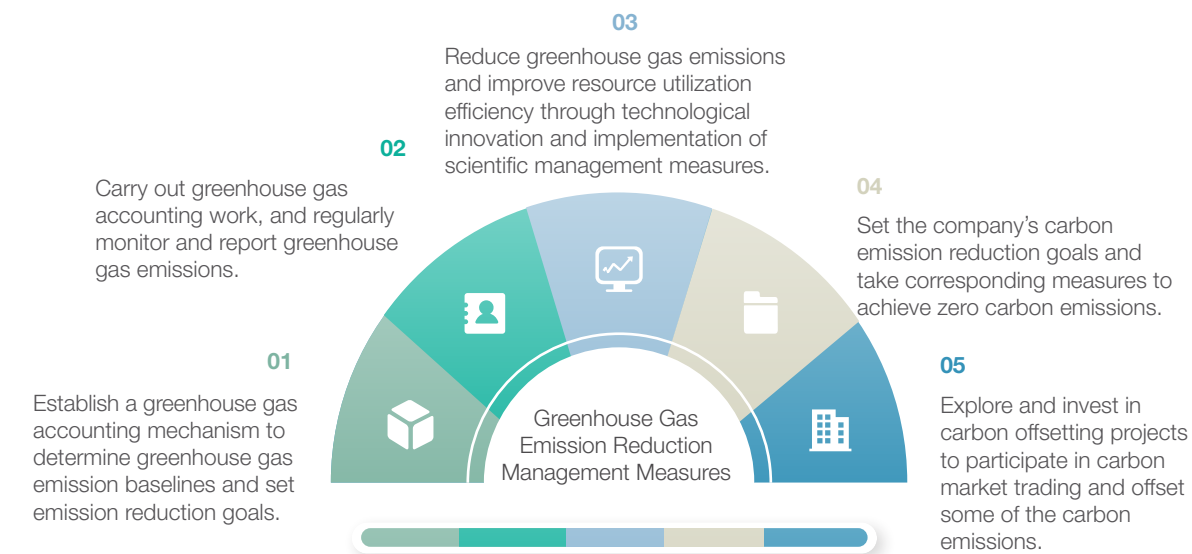 03
Reduce greenhouse gas emissions
and improve resource utilization
efficiency through technological
innovation and implementation of
scientific management measures.
02
Carry out greenhouse gas
accounting work, and regularly
monitor and report greenhouse
gas emissions.
04
Set the company's carbon
emission reduction goals and
take corresponding measures to
achieve zero carbon emissions.
01
Establish a greenhouse gas
accounting mechanism to
determine greenhouse gas
emission baselines and set
emission reduction goals.
05
Explore and invest in
carbon offsetting projects
to participate in carbon
market trading and offset
some of the carbon
emissions.
Greenhouse Gas
Emission Reduction
Management Measures